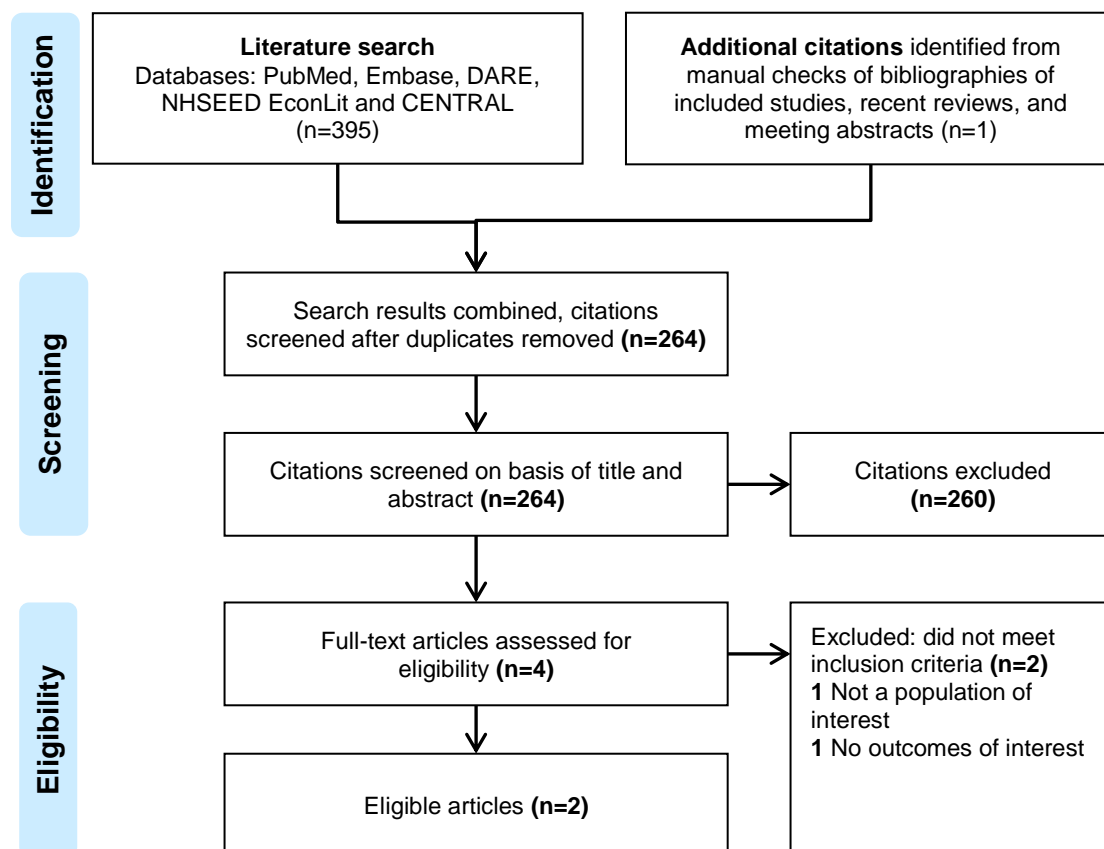 Identification
Literature search
Databases: PubMed, Embase, DARE,
NHSEED EconLit and CENTRAL
(n=395)
Additional citations identified from
manual checks of bibliographies of
included studies, recent reviews, and
meeting abstracts (n=1)
Screening
Search results combined, citations
screened after duplicates removed (n=264)
Citations screened on basis of title and
abstract (n=264)
Citations excluded
(n=260)
Eligibility
Full-text articles assessed for
eligibility (n=4)
Excluded: did not meet
inclusion criteria (n=2)
1 Not a population of
interest
1 No outcomes of interest
Eligible articles (n=2)